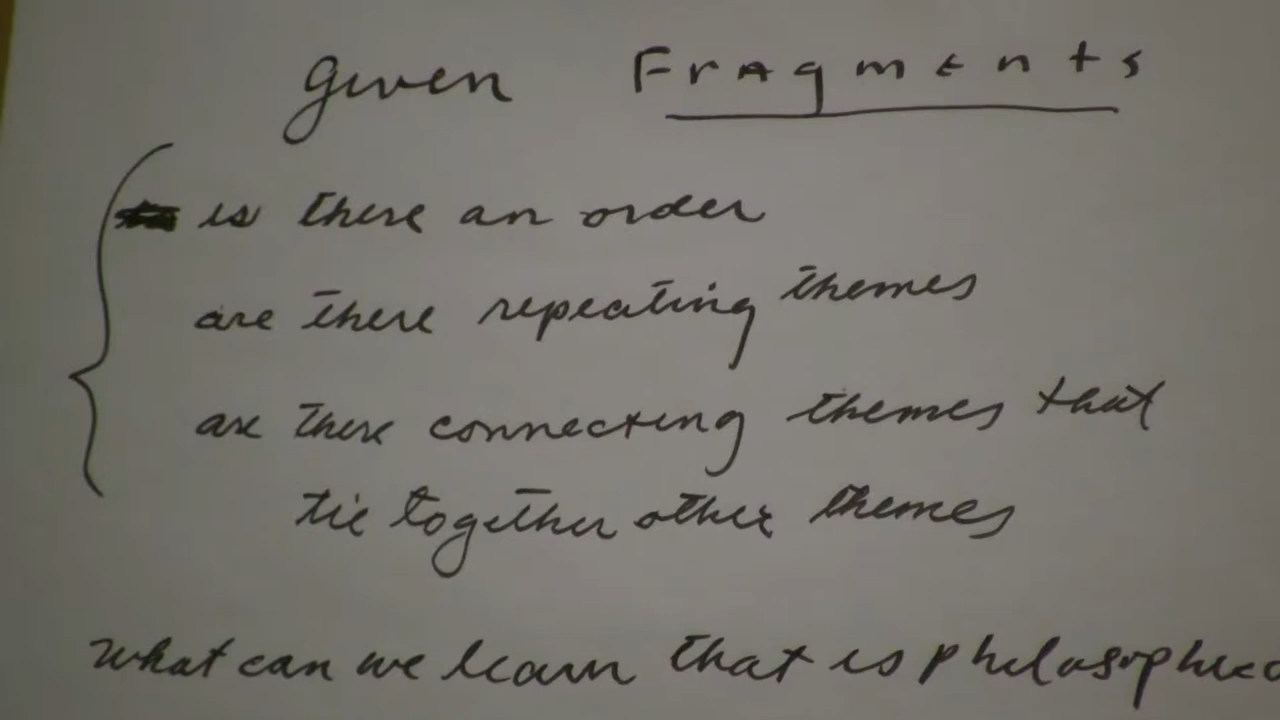 given Fragments
is there an order
are there repeating themes
are there connecting themes that
tie together other themes
what can we learn that is philosophica